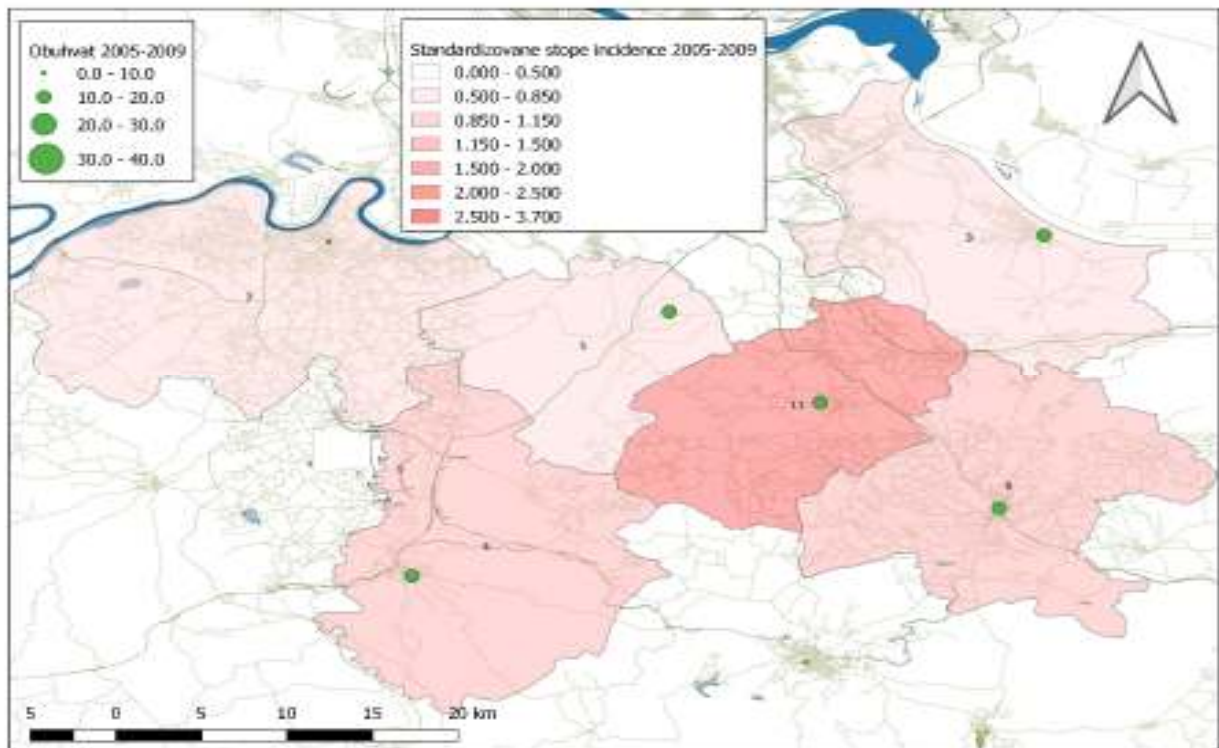 Obuhvat 2005-2009
0.0 - 10.0
10.0 - 20.0
20.0 - 30.0
30.0 - 40.0
Standardizovane stope incidence 2005-2009
0.000 - 0.500
0.500 - 0.850
0.850 - 1.150
1.150 - 1.500
1.500 - 2.000
2.000 - 2.500
2.500 - 3.700
11
5 0 5 10 15 20 km